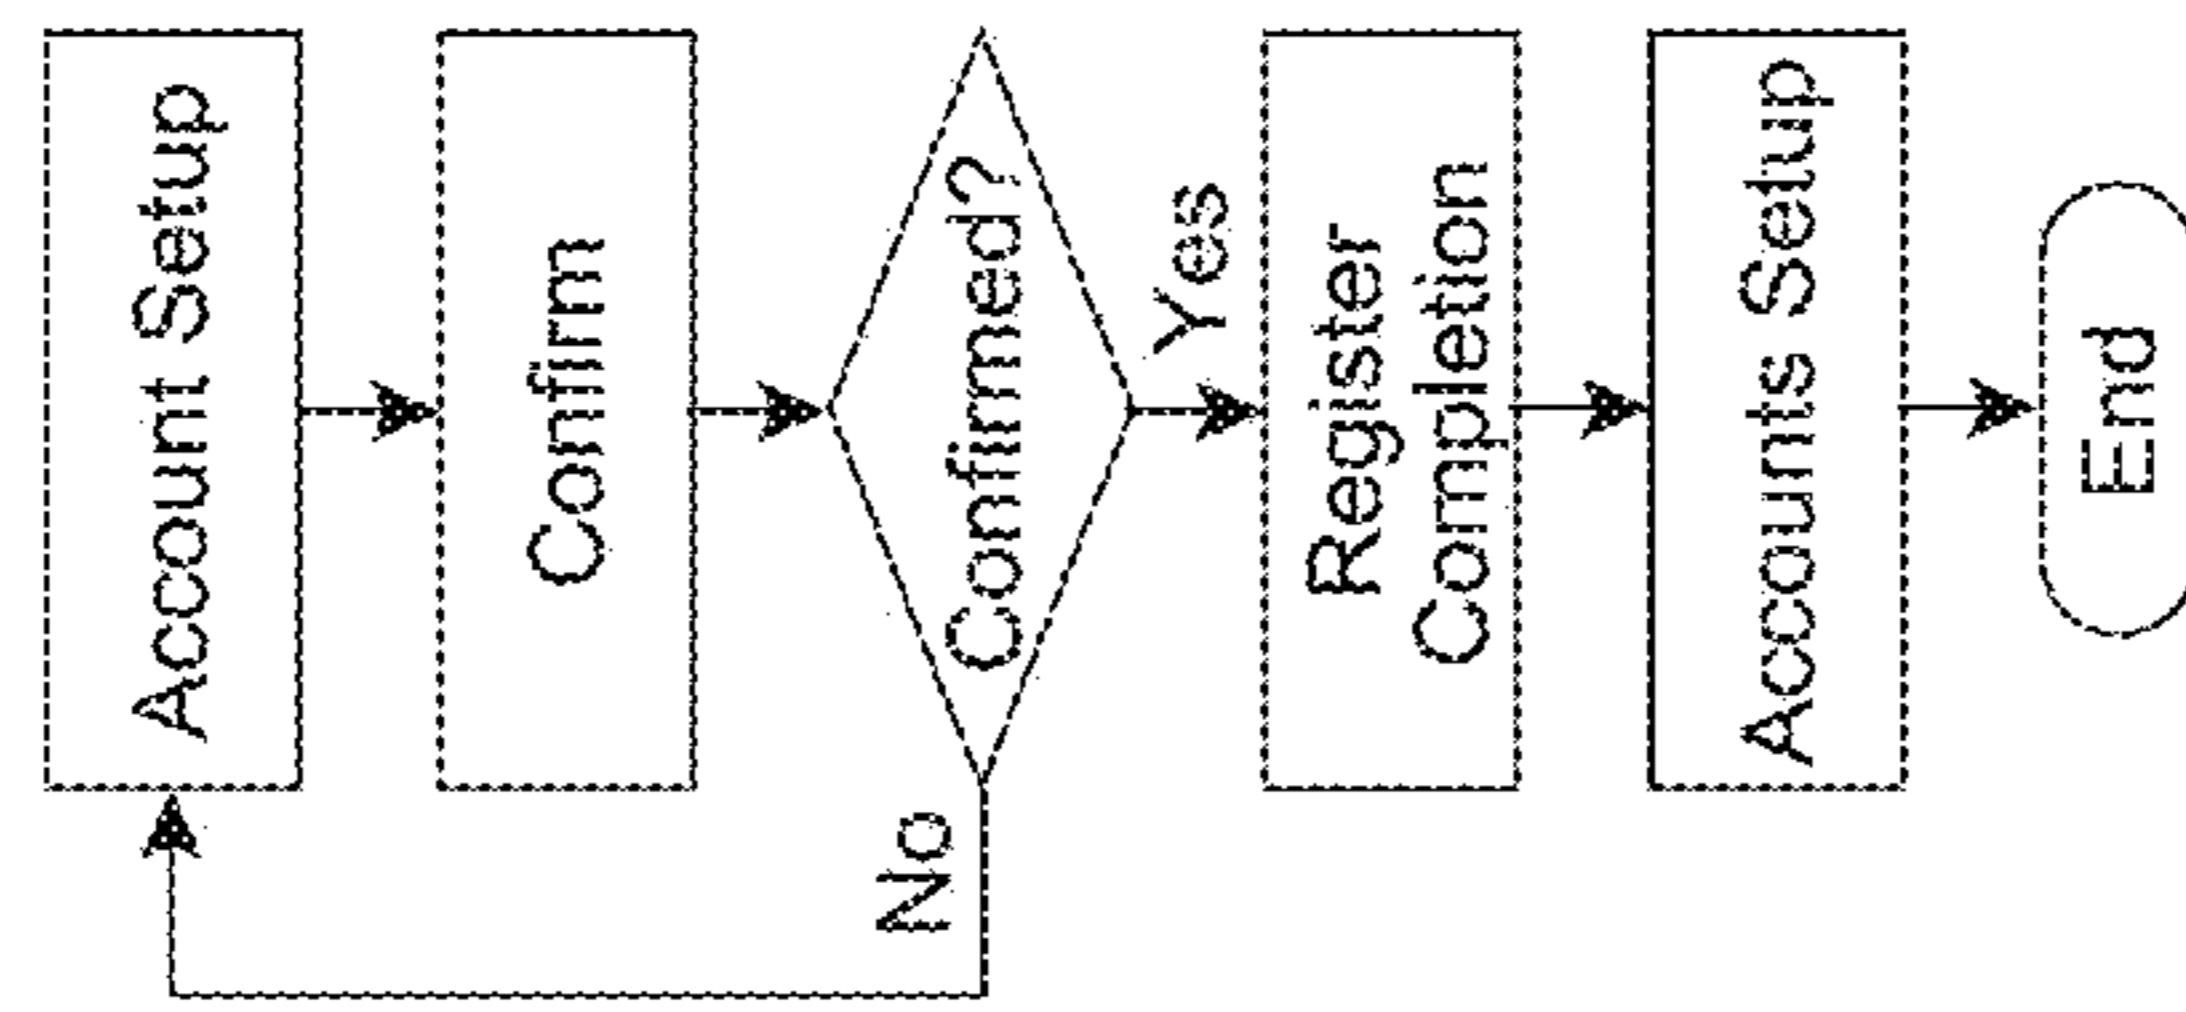 Account Setup
Confirm
Confirmed?
No
Yes
Register
Completion
Accounts Setup
End